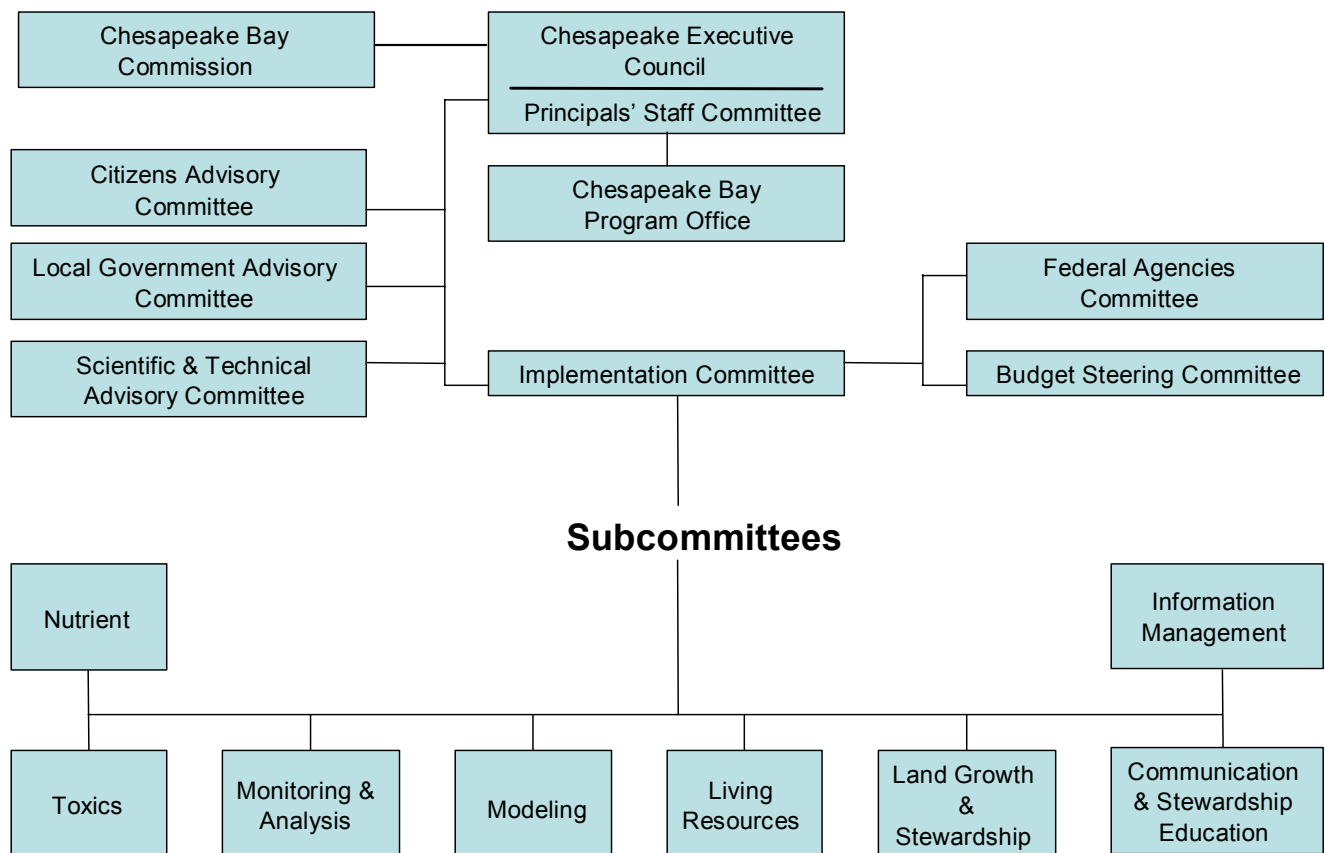 Chesapeake Bay
Commission
Chesapeake Executive
Council
Principals’ Staff Committee
Citizens Advisory
Committee
Chesapeake Bay
Program Office
Local Government Advisory
Committee
Federal Agencies
Committee
Scientific & Technical
Advisory Committee
Implementation Committee
Budget Steering Committee
Subcommittees
Nutrient
Information
Management
Toxics
Monitoring &
Analysis
Modeling
Living
Resources
Land Growth
&
Stewardship
Communication
& Stewardship
Education